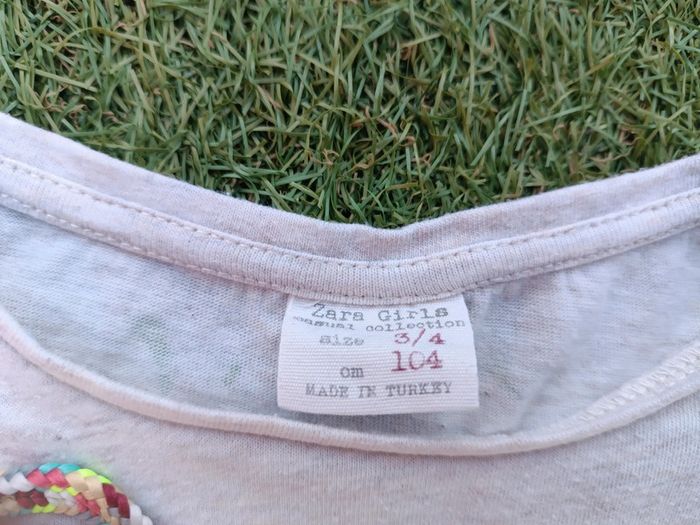 Zara Girls
casual collection
size 3/4
cm 104
MADE IN TURKEY